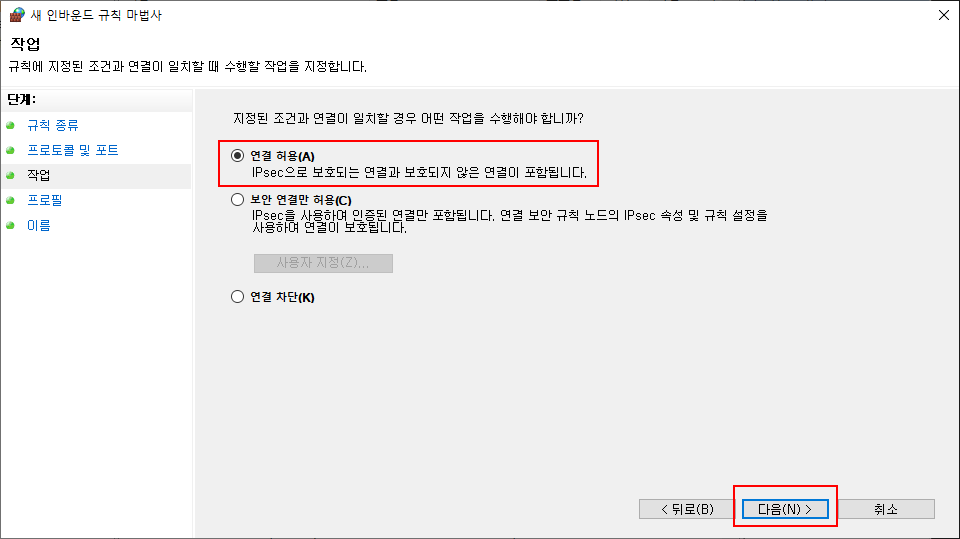 새 인바운드 규칙 마법사
작업
규칙에 지정된 조건과 연결이 일치할 때 수행할 작업을 지정합니다.
단계:
규칙 종류
프로토콜 및 포트
작업
프로필
이름
지정된 조건과 연결이 일치할 경우 어떤 작업을 수행해야 합니까?
연결 허용(A)
IPsec으로 보호되는 연결과 보호되지 않은 연결이 포함됩니다.
보안 연결만 허용(C)
IPsec을 사용하여 인증된 연결만 포함됩니다. 연결 보안 규칙 노드의 IPsec 속성 및 규칙 설정을
사용하여 연결이 보호됩니다.
사용자 지정(Z)...
연결 차단(K)
< 뒤로(B)
다음(N) >
취소